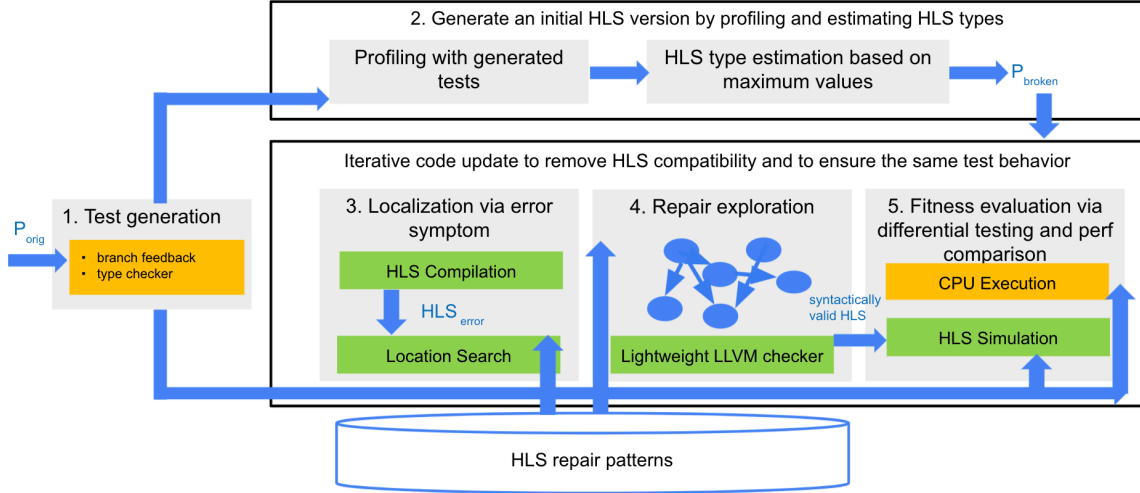 2. Generate an initial HLS version by profiling and estimating HLS types
Profiling with generated
tests
HLS type estimation based on
maximum values
P broken
Iterative code update to remove HLS compatibility and to ensure the same test behavior
P orig
1. Test generation
• branch feedback
• type checker
3. Localization via error
symptom
HLS Compilation
HLS error
Location Search
4. Repair exploration
Lightweight LLVM checker
syntactically
valid HLS
5. Fitness evaluation via
differential testing and perf
comparison
CPU Execution
HLS Simulation
HLS repair patterns